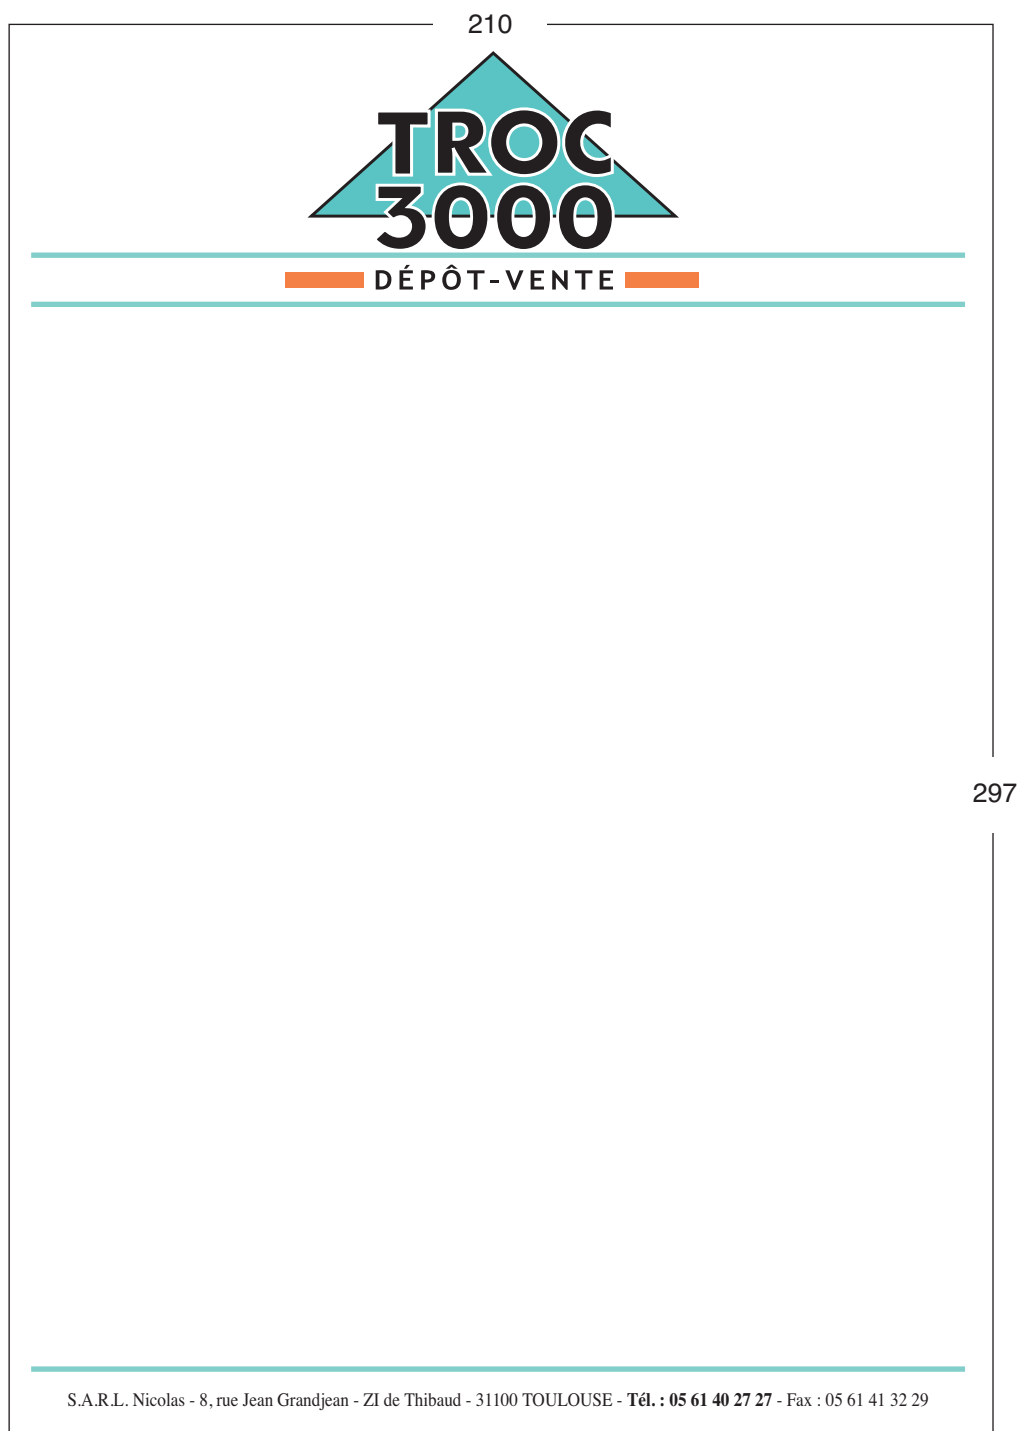 210
TROC
3000
DÉPÔT-VENTE
297
S.A.R.L. Nicolas - 8, rue Jean Grandjean - ZI de Thibaud - 31100 TOULOUSE - Tél. : 05 61 40 27 27 - Fax : 05 61 41 32 29